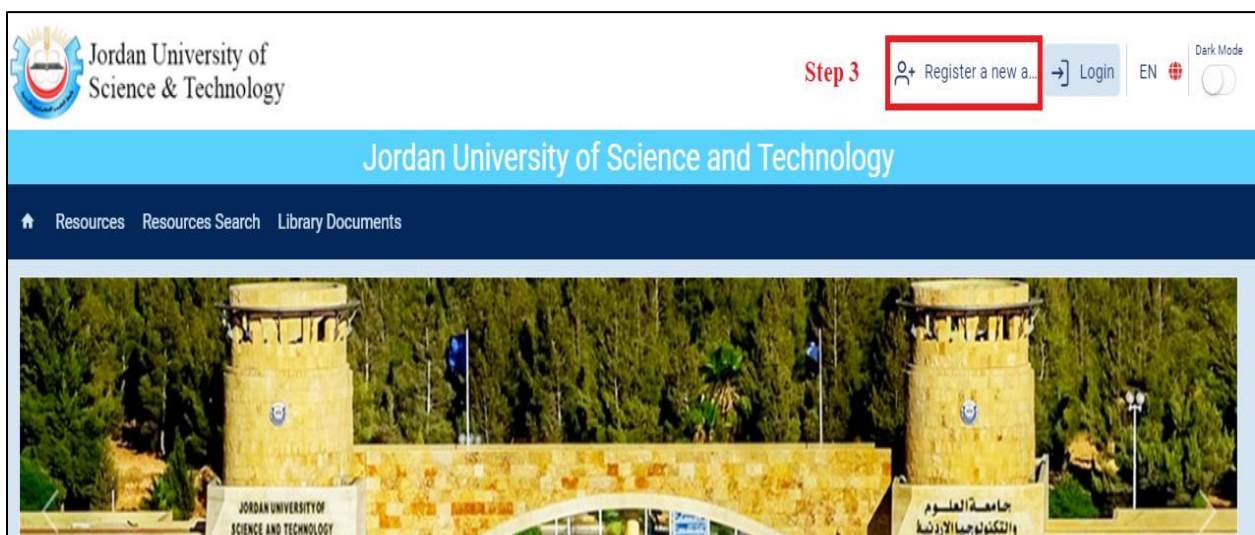 Jordan University of
Science & Technology
Step 3
Register a new a...
Login
EN
Dark Mode
Jordan University of Science and Technology
Resources Resources Search Library Documents
JORDAN UNIVERSITY OF
SCIENCE AND TECHNOLOGY
جامعة العلوم
والتكنولوجيا الاردنية